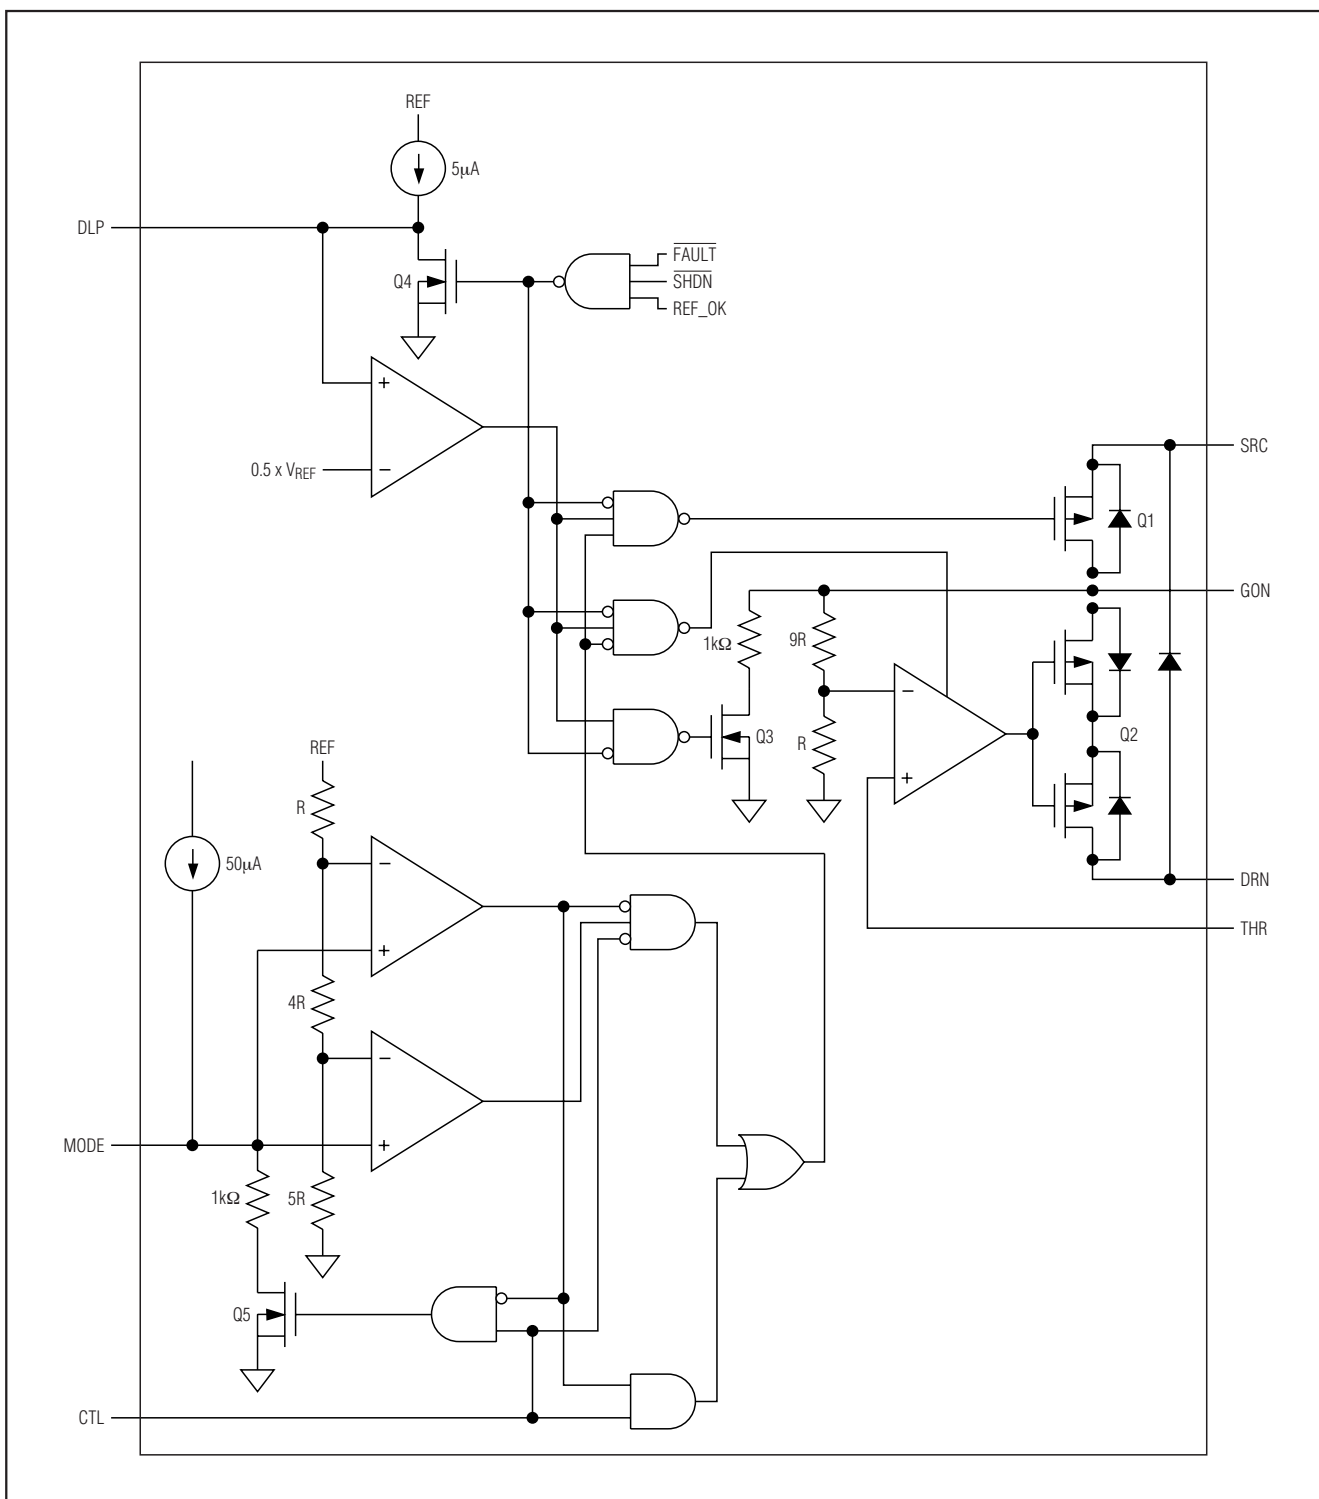 REF
5µA
DLP
FAULT
Q4
SHDN
REF_OK
+
0.5 x VREF
−
SRC
Q1
GON
1kΩ
9R
−
Q3
R
Q2
+
REF
R
50µA
−
DRN
THR
+
4R
−
MODE
+
1kΩ
5R
Q5
CTL